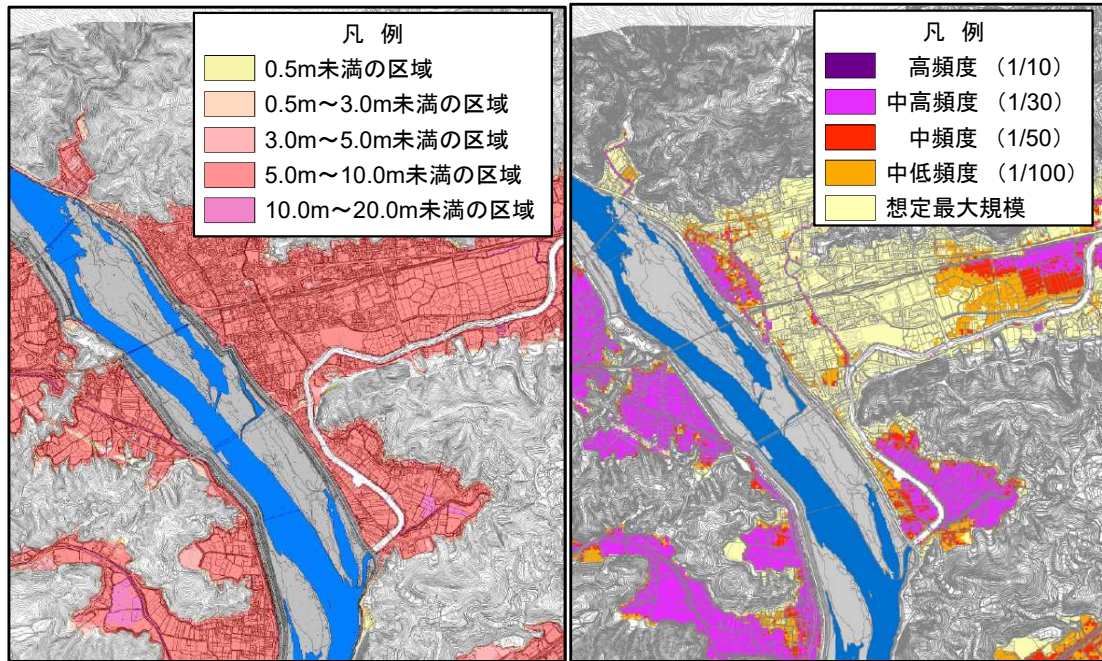 凡 例
0.5m未満の区域
0.5m～3.0m未満の区域
3.0m～5.0m未満の区域
5.0m～10.0m未満の区域
10.0m～20.0m未満の区域
凡 例
高頻度 （1/10）
中高頻度 （1/30）
中頻度 （1/50）
中低頻度 （1/100）
想定最大規模